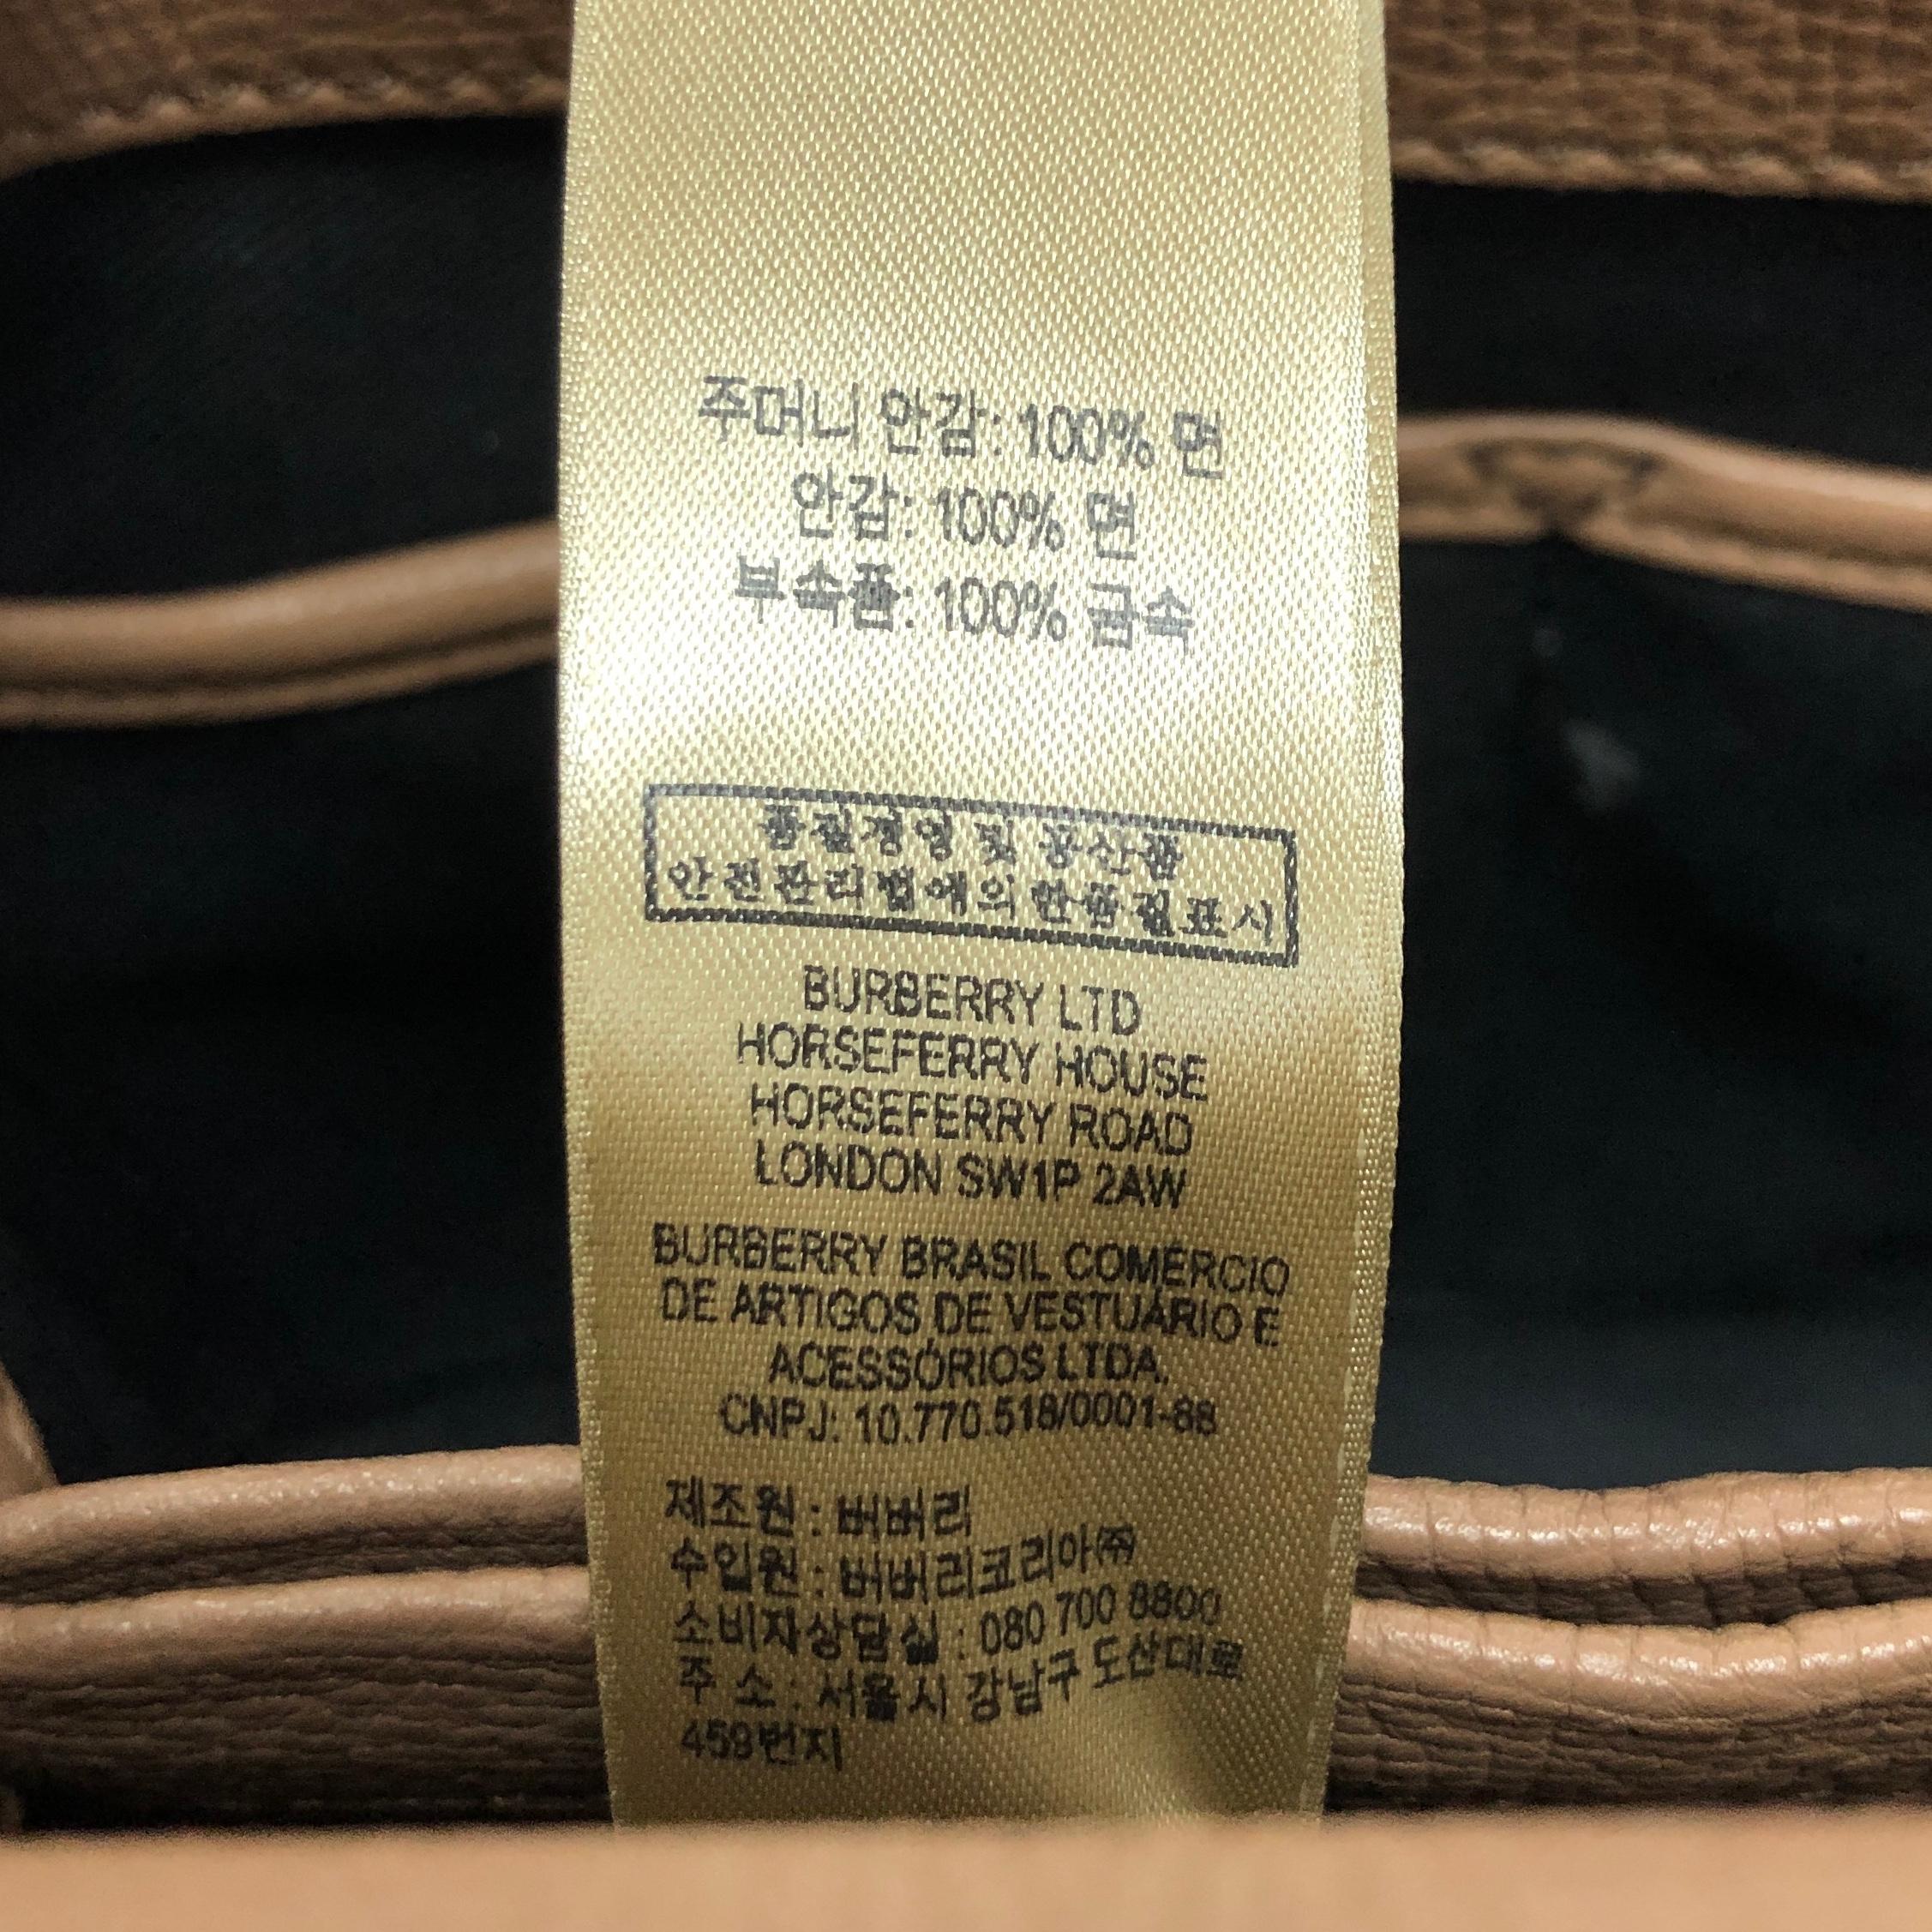 주머니 안감: 100% 면
안감: 100% 면
부속품: 100% 금속
품질경영 및 공산품
안전관리법에의한품질표시
BURBERRY LTD
HORSEFERRY HOUSE
HORSEFERRY ROAD
LONDON SW1P 2AW
BURBERRY BRASIL COMÉRCIO
DE ARTIGOS DE VESTUÁRIO E
ACESSÓRIOS LTDA.
CNPJ: 10.770.518/0001-88
제조원 : 버버리
수입원 : 버버리코리아㈜
소비자상담실 : 080 700 8800
주 소 : 서울시 강남구 도산대로
459번지